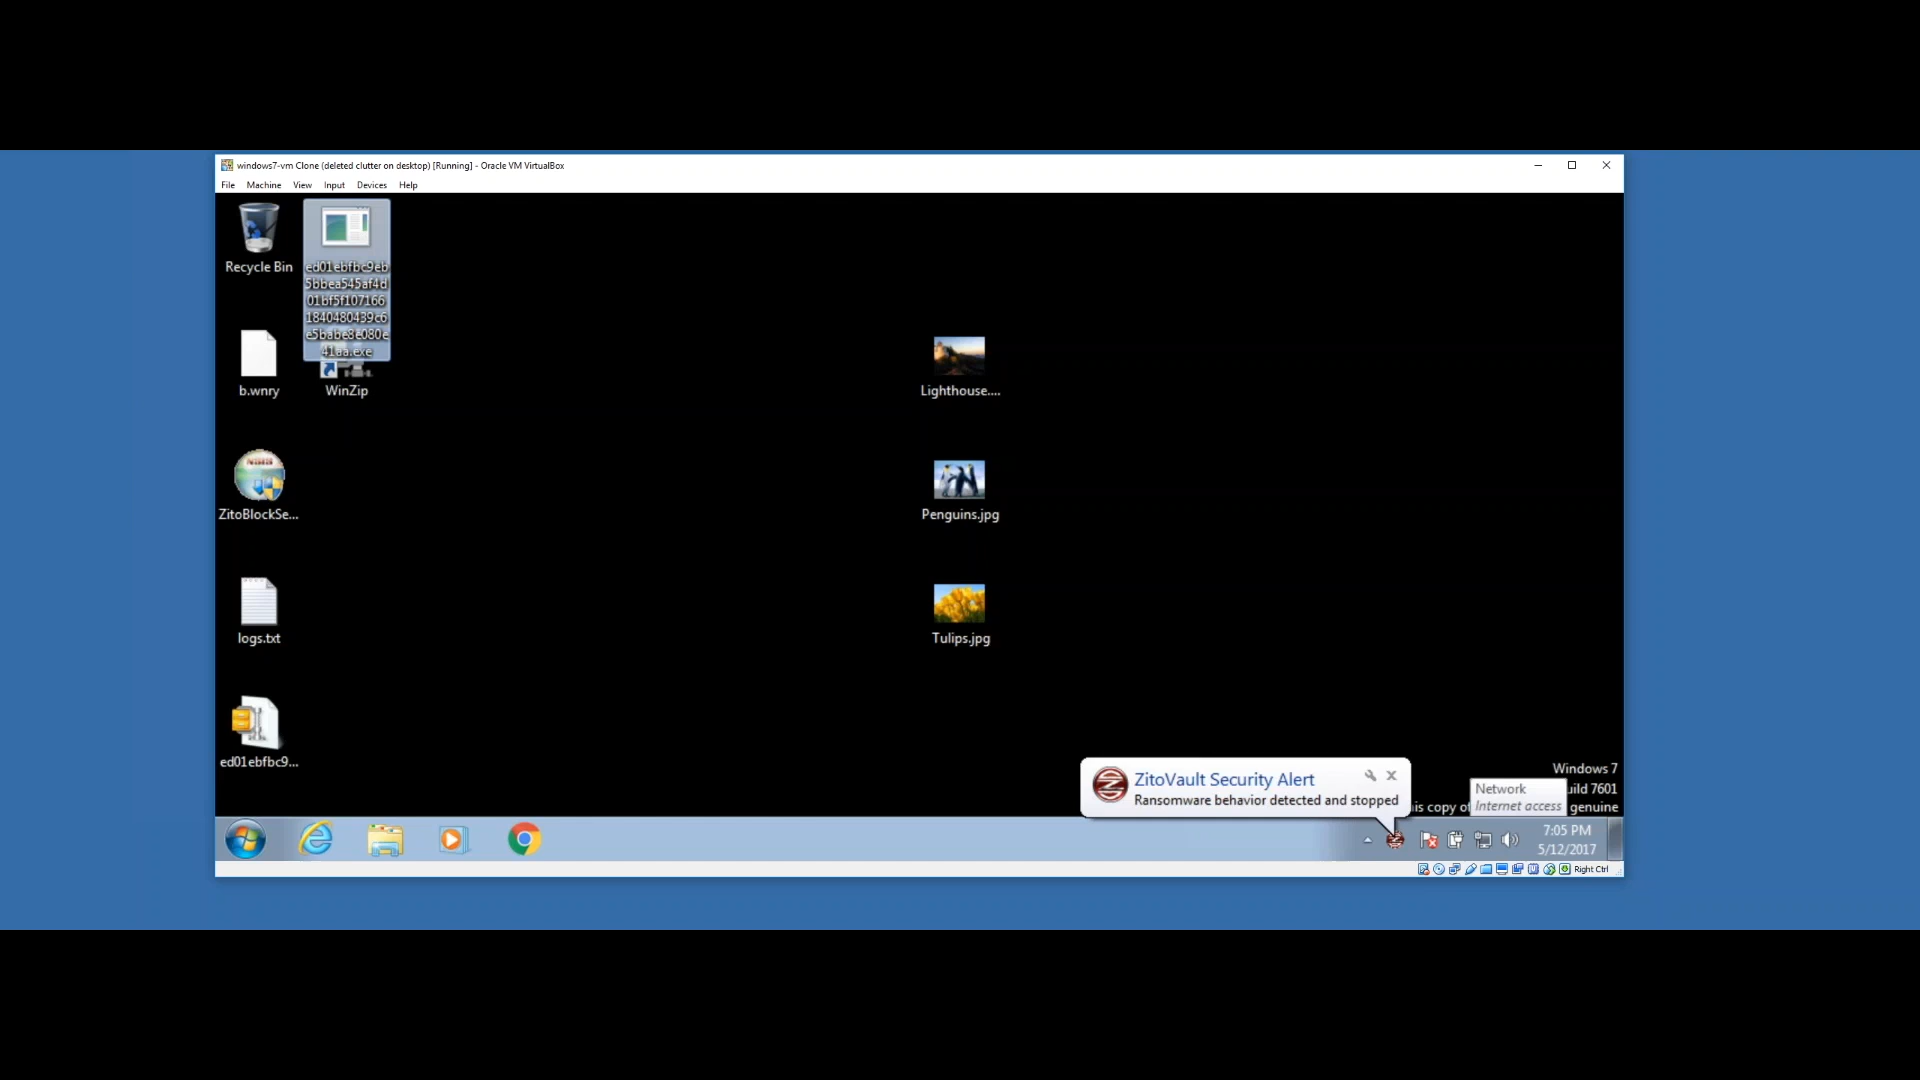 windows7-vm Clone (deleted clutter on desktop) [Running] - Oracle VM VirtualBox
File Machine View Input Devices Help
Recycle Bin
ed01ebfbc9eb
5bbea545af4d
01bf5f107166
1840480439c6
e5babe8e080e
41aa.exe
b.wnry
WinZip
Lighthouse....
ZitoBlockSe...
Penguins.jpg
logs.txt
Tulips.jpg
ed01ebfbc9...
ZitoVault Security Alert
Ransomware behavior detected and stopped
Windows 7
uild 7601
is copy of
genuine
Network
Internet access
7:05 PM
5/12/2017
Right Ctrl